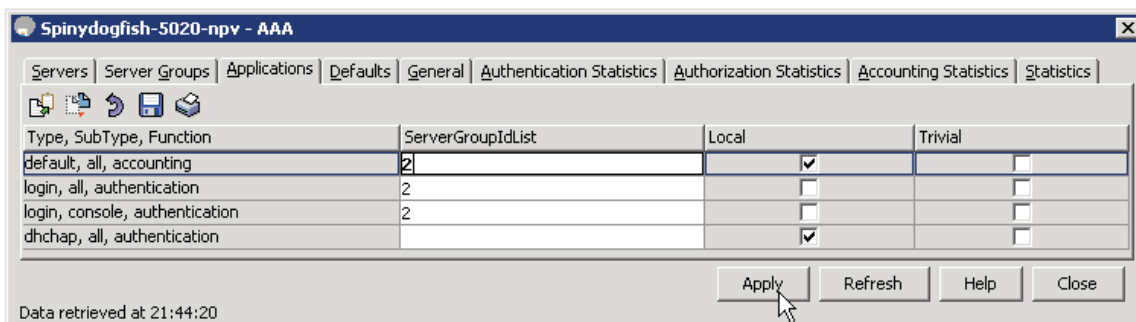 Spinydogfish-5020-npv - AAA
Servers Server Groups Applications Defaults General Authentication Statistics Authorization Statistics Accounting Statistics Statistics
Type, SubType, Function ServerGroupIdList Local Trivial
default, all, accounting 2
login, all, authentication 2
login, console, authentication 2
dhchap, all, authentication
Apply Refresh Help Close
Data retrieved at 21:44:20